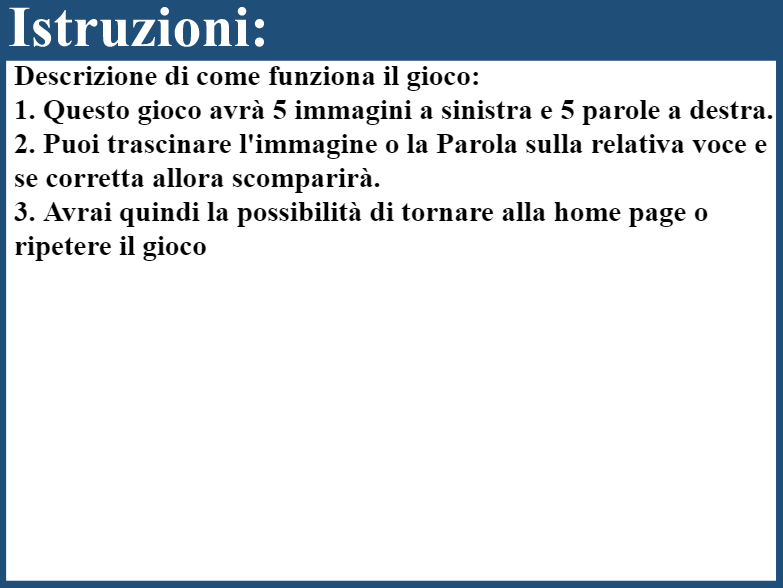 Istruzioni:
Descrizione di come funziona il gioco:
1. Questo gioco avrà 5 immagini a sinistra e 5 parole a destra.
2. Puoi trascinare l'immagine o la Parola sulla relativa voce e
se corretta allora scomparirà.
3. Avrai quindi la possibilità di tornare alla home page o
ripetere il gioco